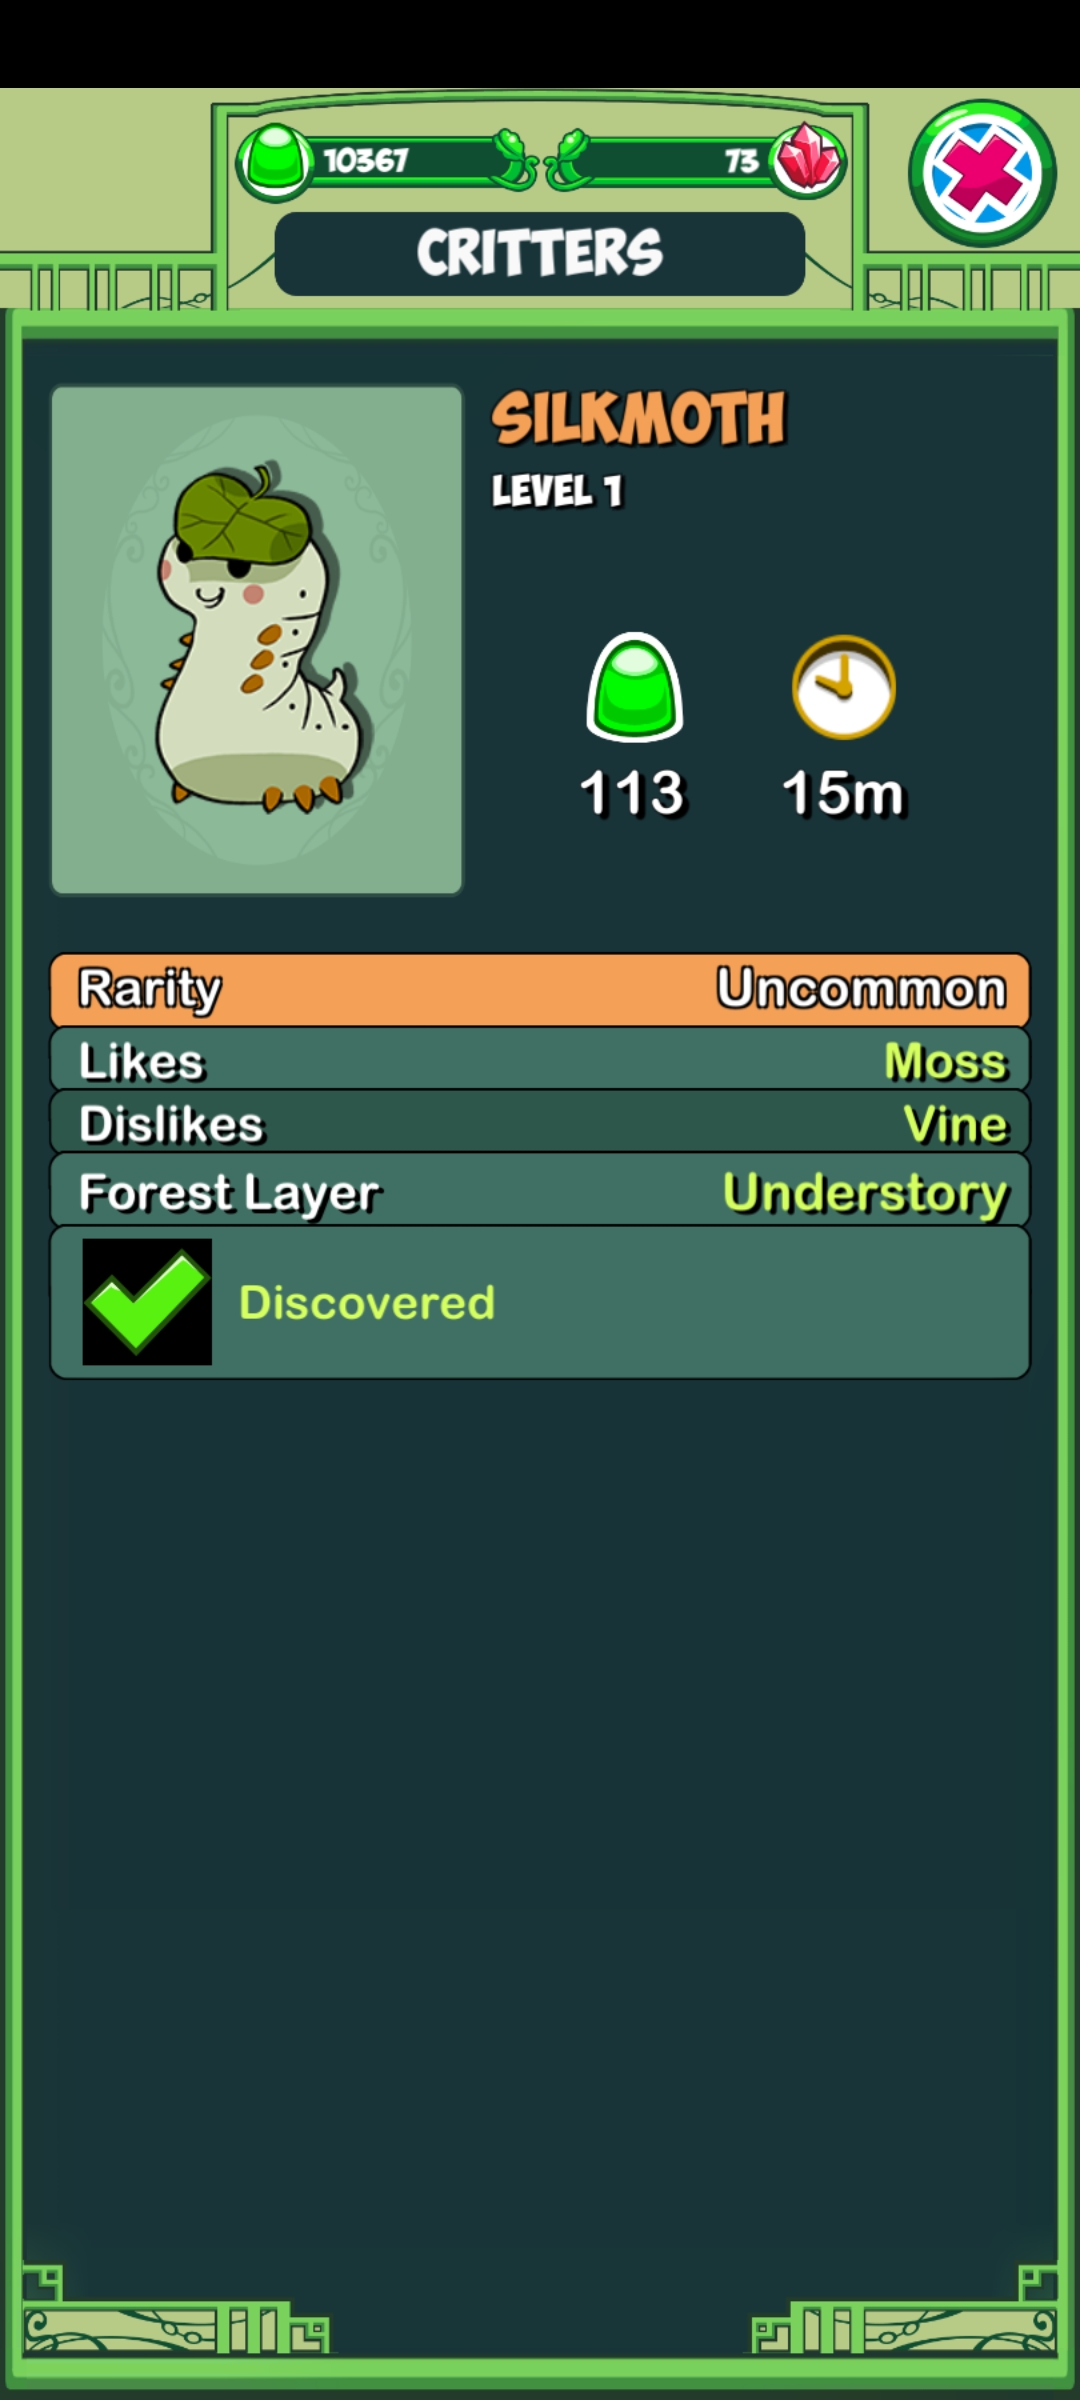 10367
73
CRITTERS
SILKMOTH
LEVEL 1
113
15m
Rarity Uncommon
Likes Moss
Dislikes Vine
Forest Layer Understory
Discovered